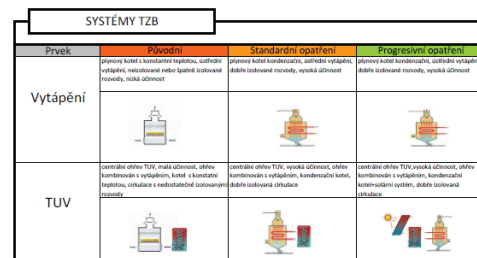 SYSTÉMY TZB
Prvek
Původní
Standardní opatření
Progresivní opatření
Vytápění
plynový kotel s konstantní teplotou, ústřední
vytápění, neizolované nebo špatně izolované
rozvody, nízká účinnost
plynový kotel kondenzační, ústřední vytápění,
dobře izolované rozvody, vysoká účinnost
plynový kotel kondenzační, ústřední vytápění,
dobře izolované rozvody, vysoká účinnost
TUV
centrální ohřev TUV, malá účinnost, ohřev
kombinován s vytápěním, kotel s konstatní
teplotou, cirkulace s nedostatečně izolovanými
rozvody
centrální ohřev TUV, vysoká účinnost, ohřev
kombinován s vytápěním, kondenzační kotel,
dobře izolovaná cirkulace
centrální ohřev TUV,vysoká účinnost, ohřev
kombinován s vytápěním, kondenzační
kotel+solární systém, dobře izolovaná
cirkulace